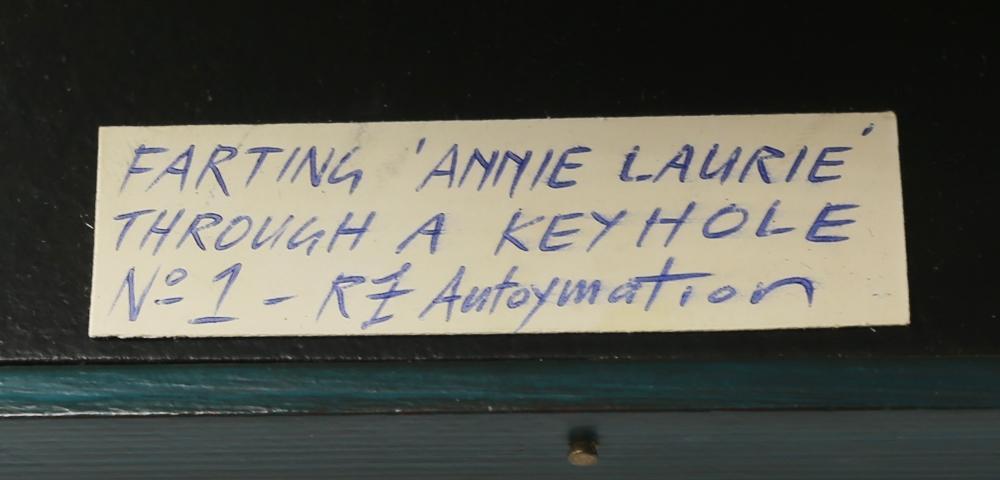 FARTING 'ANNIE LAURIE'
THROUGH A KEYHOLE
Nº 1 - RZ Autoymation